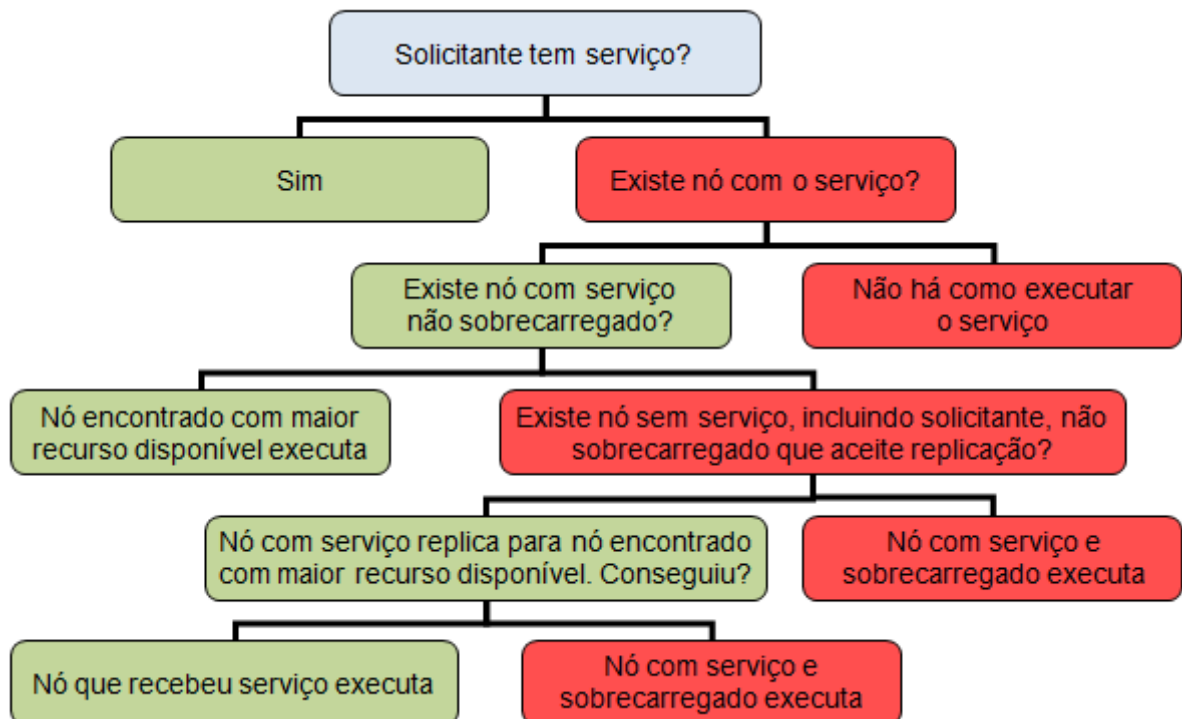 Solicitante tem serviço?
Sim
Existe nó com o serviço?
Existe nó com serviço
não sobrecarregado?
Não há como executar
o serviço
Nó encontrado com maior
recurso disponível executa
Existe nó sem serviço, incluindo solicitante, não
sobrecarregado que aceite replicação?
Nó com serviço replica para nó encontrado
com maior recurso disponível. Conseguiu?
Nó com serviço e
sobrecarregado executa
Nó que recebeu serviço executa
Nó com serviço e
sobrecarregado executa